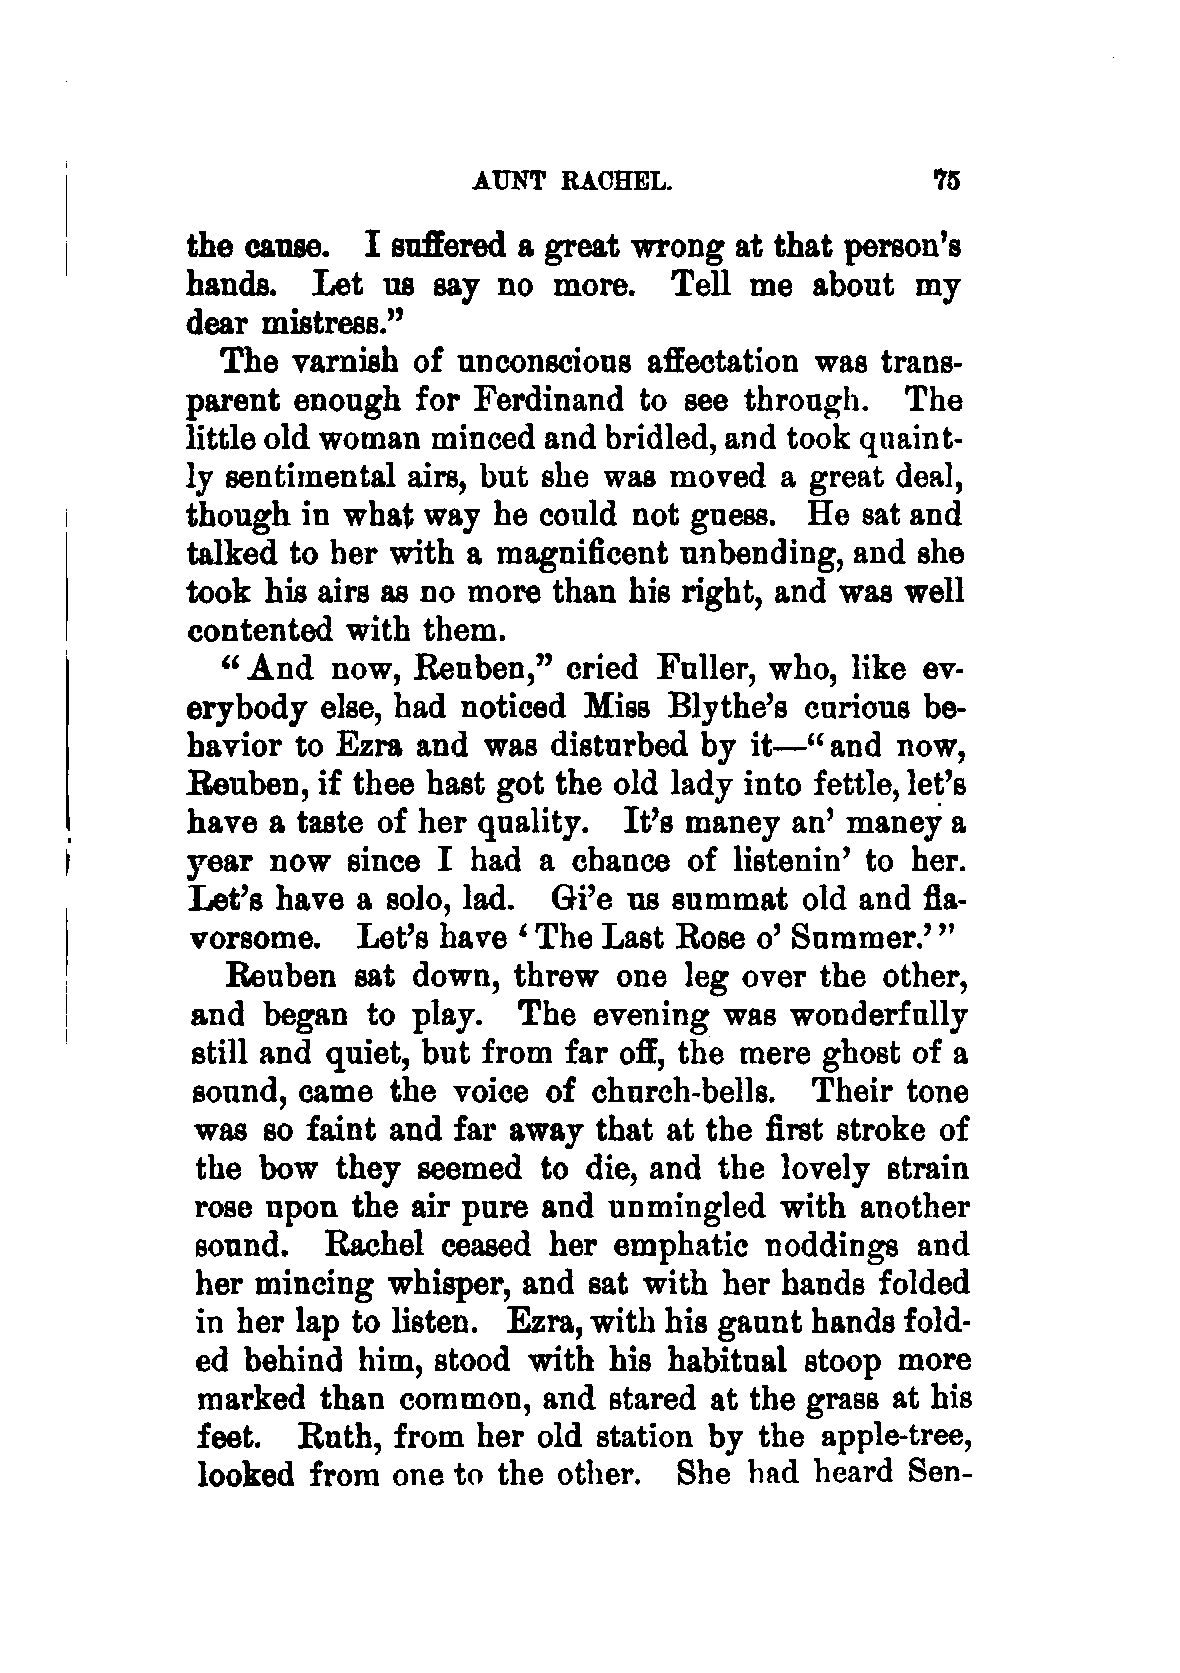 AUNT RACHEL. 75
the cause. I suffered a great wrong at that person's
hands. Let us say no more. Tell me about my
dear mistress."
The varnish of unconscious affectation was trans-
parent enough for Ferdinand to see through. The
little old woman minced and bridled, and took quaint-
ly sentimental airs, but she was moved a great deal,
though in what way he could not guess. He sat and
talked to her with a magnificent unbending, and she
took his airs as no more than his right, and was well
contented with them.
"And now, Reuben," cried Fuller, who, like ev-
erybody else, had noticed Miss Blythe's curious be-
havior to Ezra and was disturbed by it—"and now,
Reuben, if thee hast got the old lady into fettle, let's
have a taste of her quality. It's maney an' maney a
year now since I had a chance of listenin' to her.
Let's have a solo, lad. Gi'e us summat old and fla-
vorsome. Let's have 'The Last Rose o' Summer.'"
Reuben sat down, threw one leg over the other,
and began to play. The evening was wonderfully
still and quiet, but from far off, the mere ghost of a
sound, came the voice of church-bells. Their tone
was so faint and far away that at the first stroke of
the bow they seemed to die, and the lovely strain
rose upon the air pure and unmingled with another
sound. Rachel ceased her emphatic noddings and
her mincing whisper, and sat with her hands folded
in her lap to listen. Ezra, with his gaunt hands fold-
ed behind him, stood with his habitual stoop more
marked than common, and stared at the grass at his
feet. Ruth, from her old station by the apple-tree,
looked from one to the other. She had heard Sen-